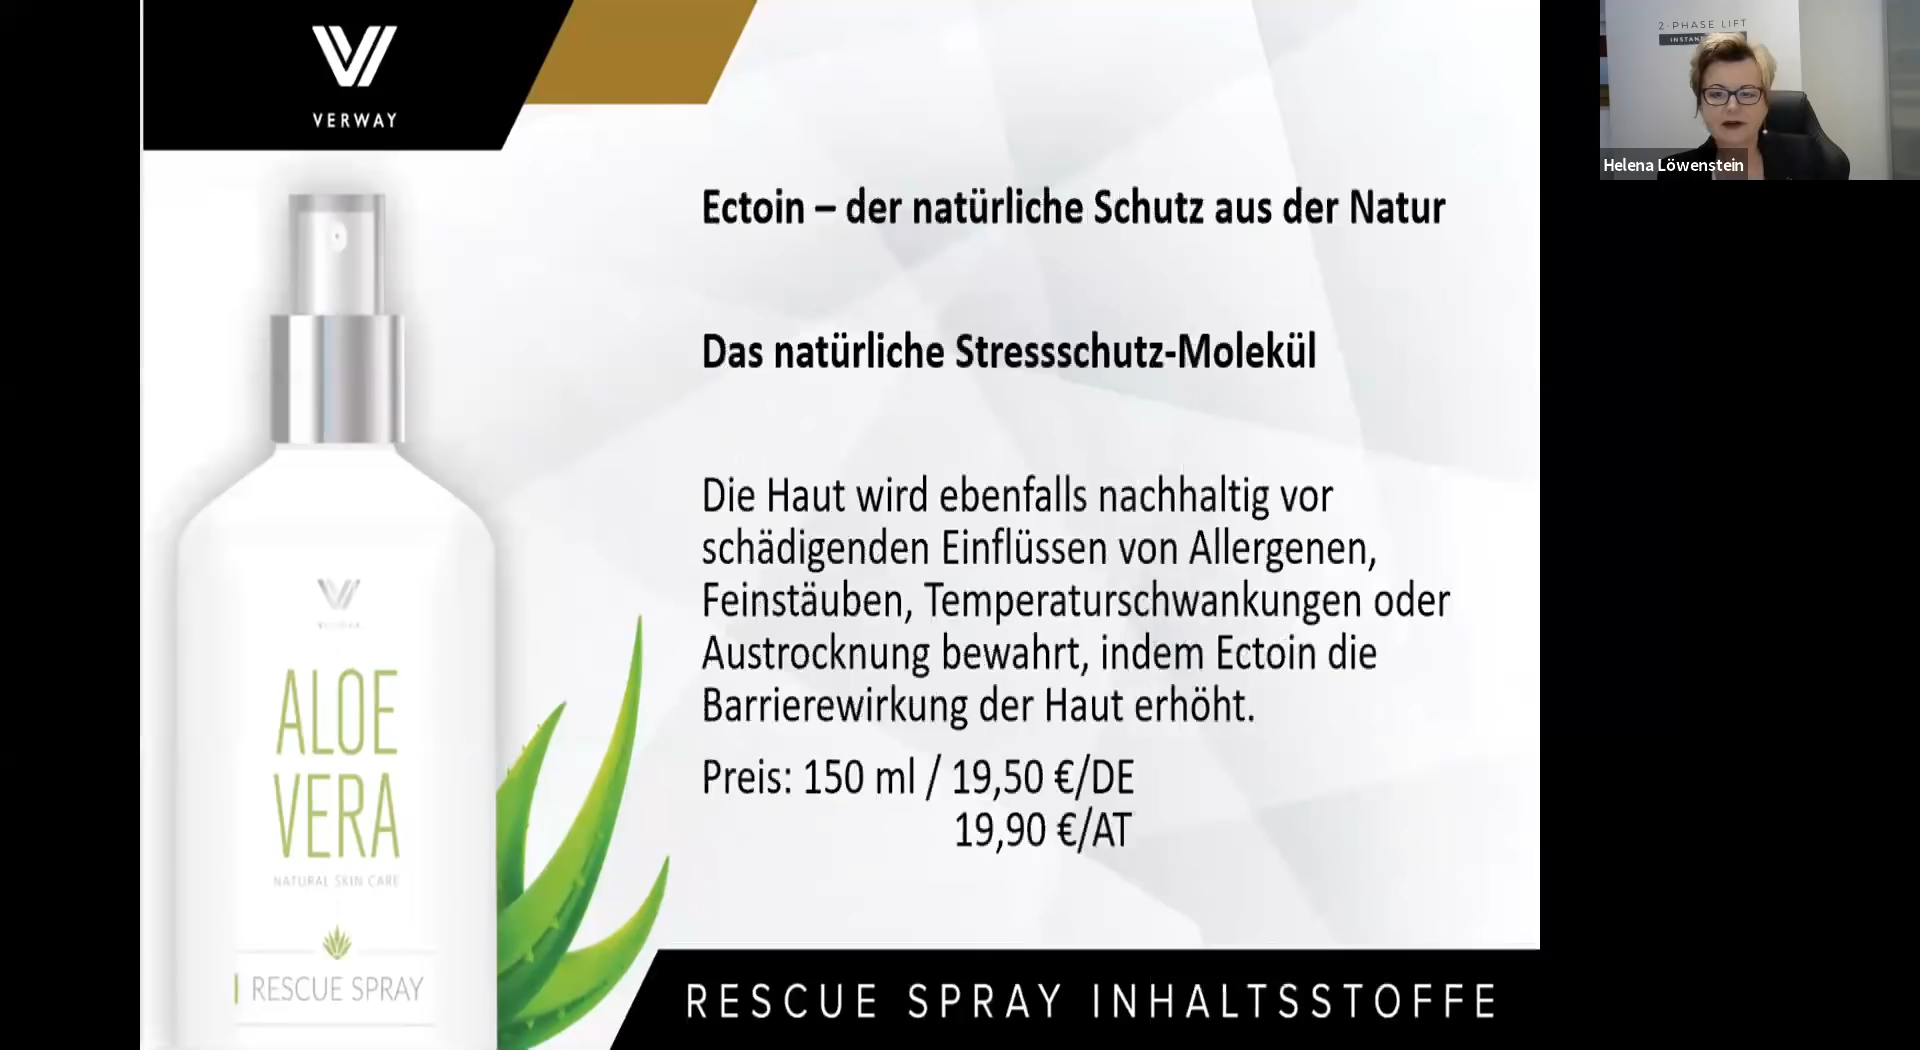 VERWAY
Ectoin – der natürliche Schutz aus der Natur
Das natürliche Stressschutz-Molekül
Die Haut wird ebenfalls nachhaltig vor
schädigenden Einflüssen von Allergenen,
Feinstäuben, Temperaturschwankungen oder
Austrocknung bewahrt, indem Ectoin die
Barrierewirkung der Haut erhöht.
Preis: 150 ml / 19,50 €/DE
19,90 €/AT
ALOE
VERA
NATURAL SKIN CARE
RESCUE SPRAY
RESCUE SPRAY INHALTSSTOFFE
2-PHASE LIFT
Helena Löwenstein